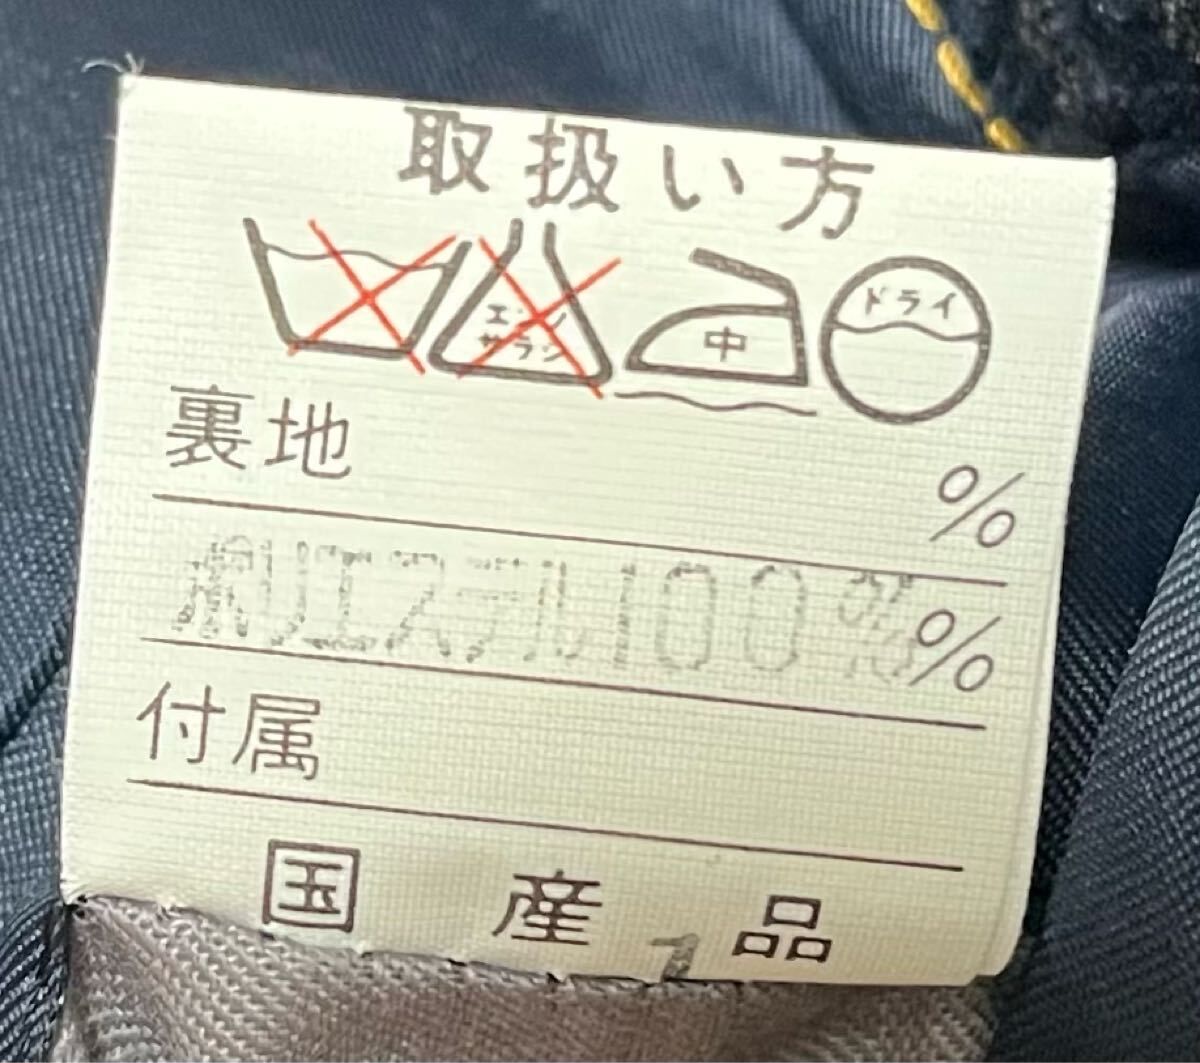 取扱い方
エンソ サラシ 中 ドライ
裏地 %
ポリエステル100% %
付属
国産品